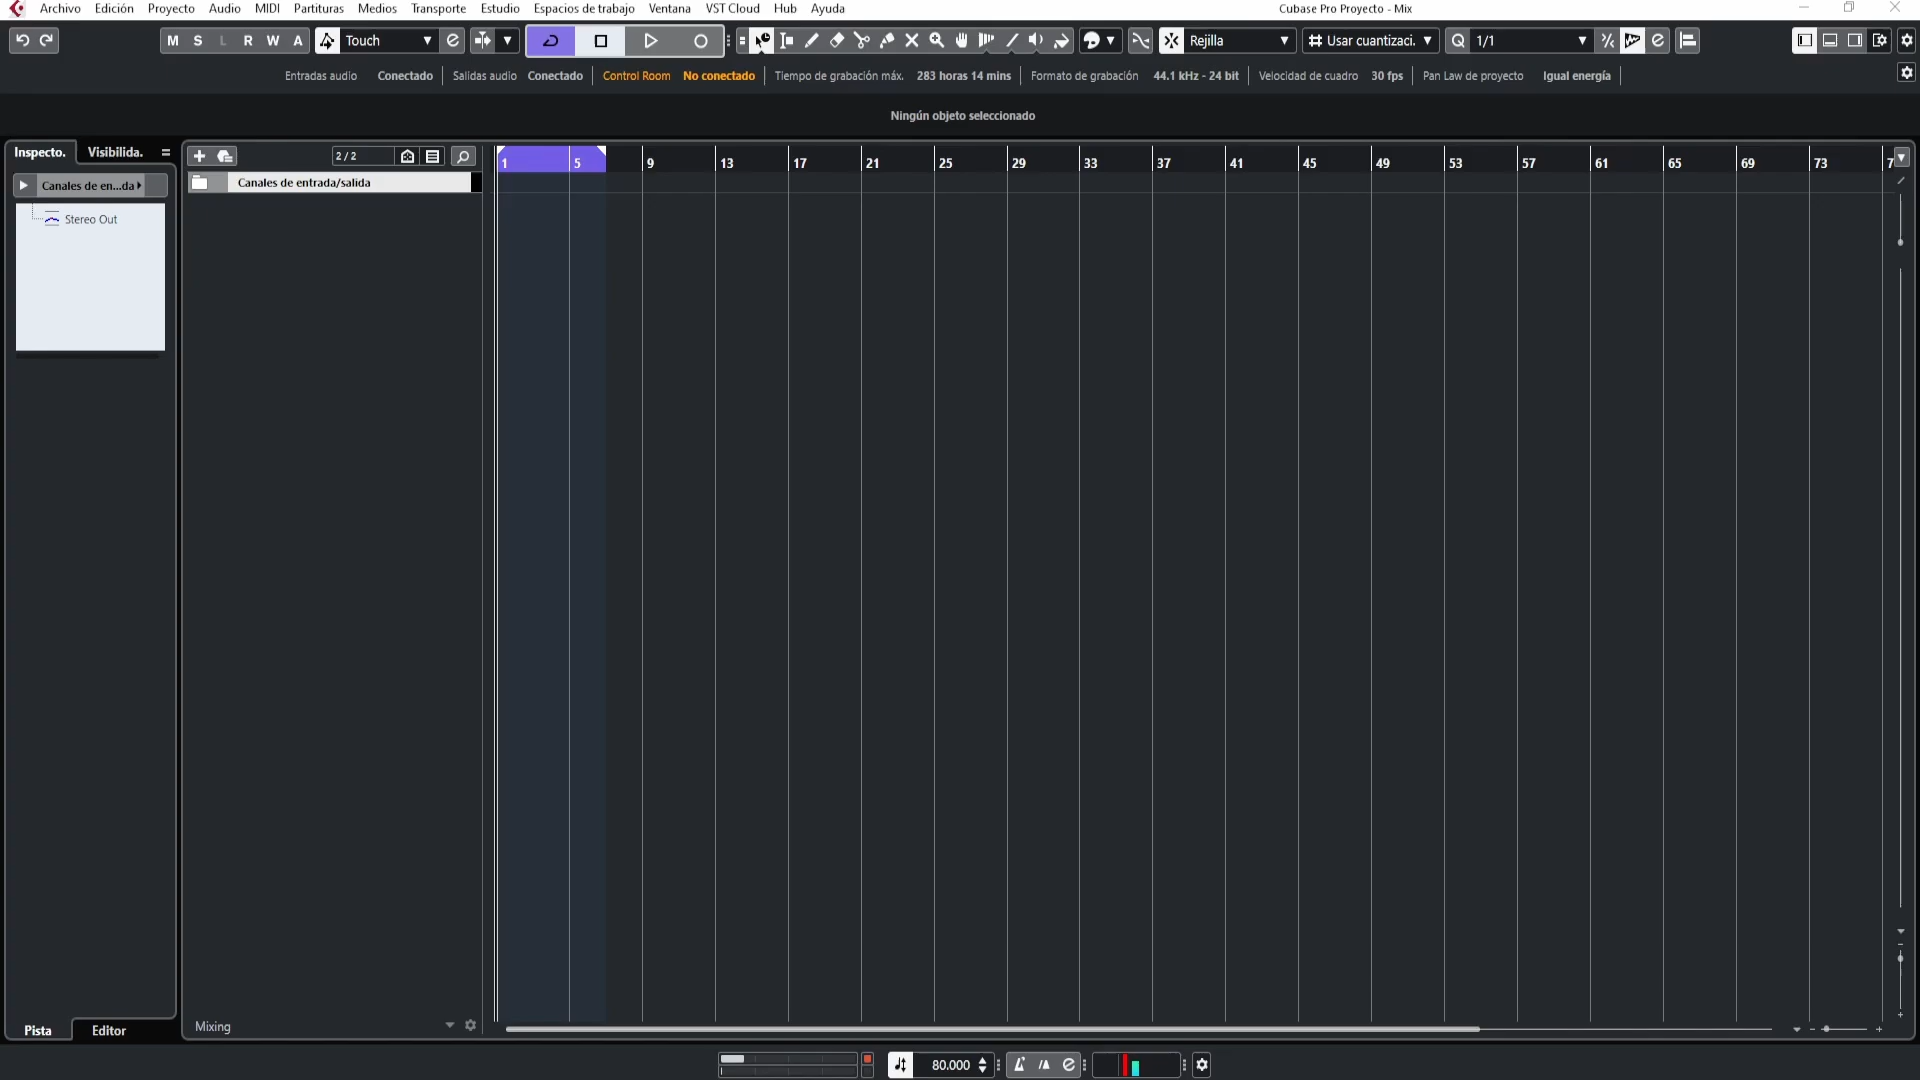 Archivo Edición Proyecto Audio MIDI Partituras Medios Transporte Estudio Espacios de trabajo Ventana VST Cloud Hub Ayuda Cubase Pro Proyecto - Mix
M S L R W A Touch Rejilla Usar cuantizaci. Q 1/1
Entradas audio Conectado Salidas audio Conectado Control Room No conectado Tiempo de grabación máx. 283 horas 14 mins Formato de grabación 44.1 kHz - 24 bit Velocidad de cuadro 30 fps Pan Law de proyecto Igual energía
Ningún objeto seleccionado
Inspecto. Visibilida. 2 / 2 1 5 9 13 17 21 25 29 33 37 41 45 49 53 57 61 65 69 73 7
Canales de en...da Canales de entrada/salida
Stereo Out
Mixing
Pista Editor
80.000